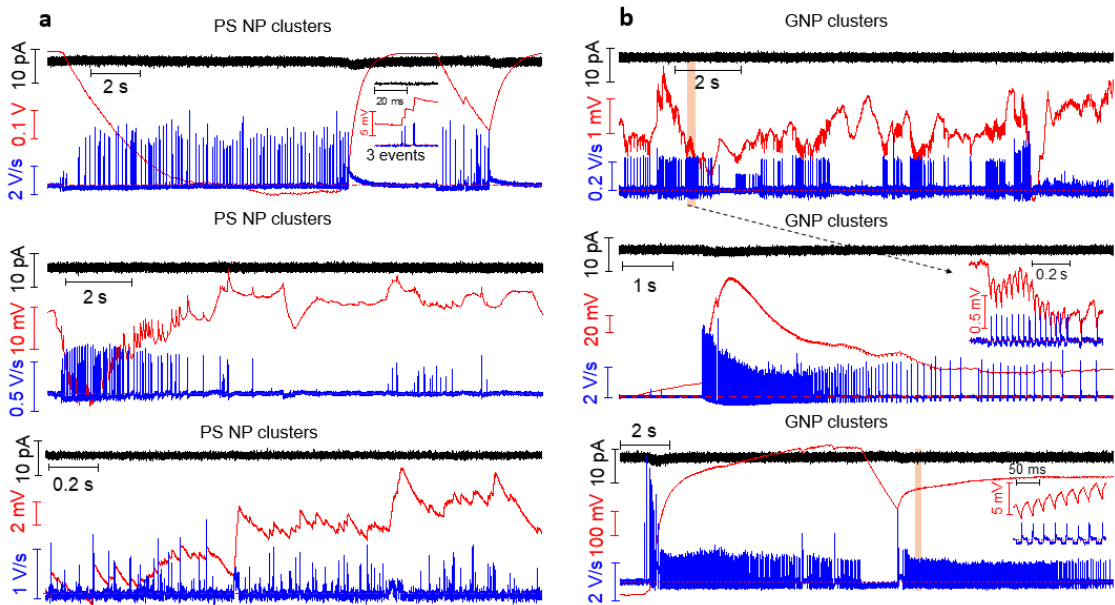 a
PS NP clusters
10 pA
2 s
0.1 V
2 V/s
20 ms
5 mV
3 events
PS NP clusters
10 pA
2 s
10 mV
0.5 V/s
PS NP clusters
10 pA
0.2 s
2 mV
1 V/s
b
GNP clusters
10 pA
2 s
1 mV
0.2 V/s
GNP clusters
10 pA
1 s
20 mV
2 V/s
0.2 s
0.5 mV
GNP clusters
2 s
10 pA
100 mV
2 V/s
50 ms
5 mV